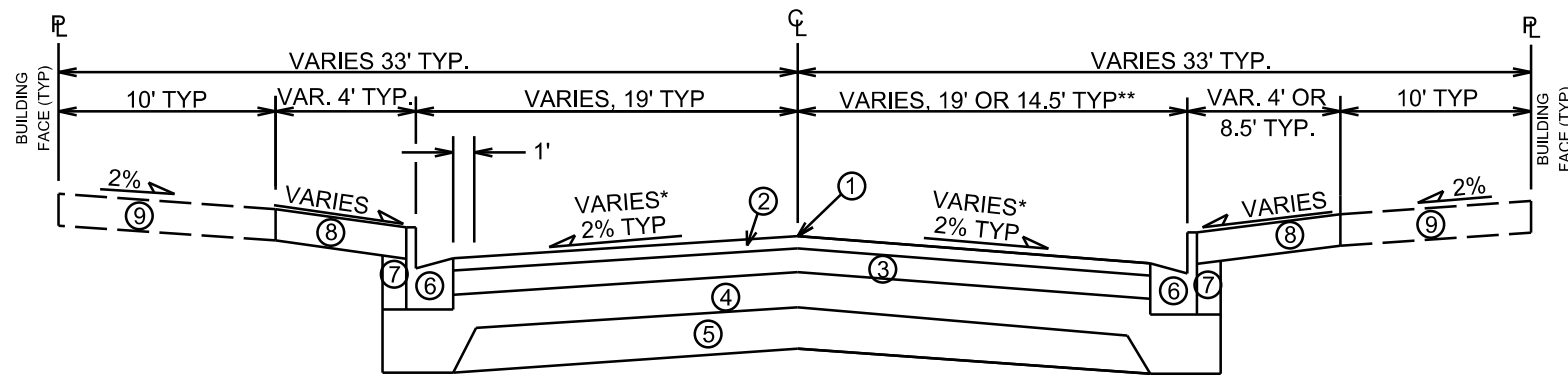 ℄
VARIES 33' TYP.
VARIES 33' TYP.
10' TYP
VAR. 4' TYP.
VARIES, 19' TYP
VARIES, 19' OR 14.5' TYP**
VAR. 4' OR
8.5' TYP.
10' TYP
BUILDING
FACE (TYP)
BUILDING
FACE (TYP)
1'
2%
VARIES
VARIES*
2% TYP
2
1
VARIES*
2% TYP
VARIES
2%
9
8
7
6
3
4
5
6
7
8
9